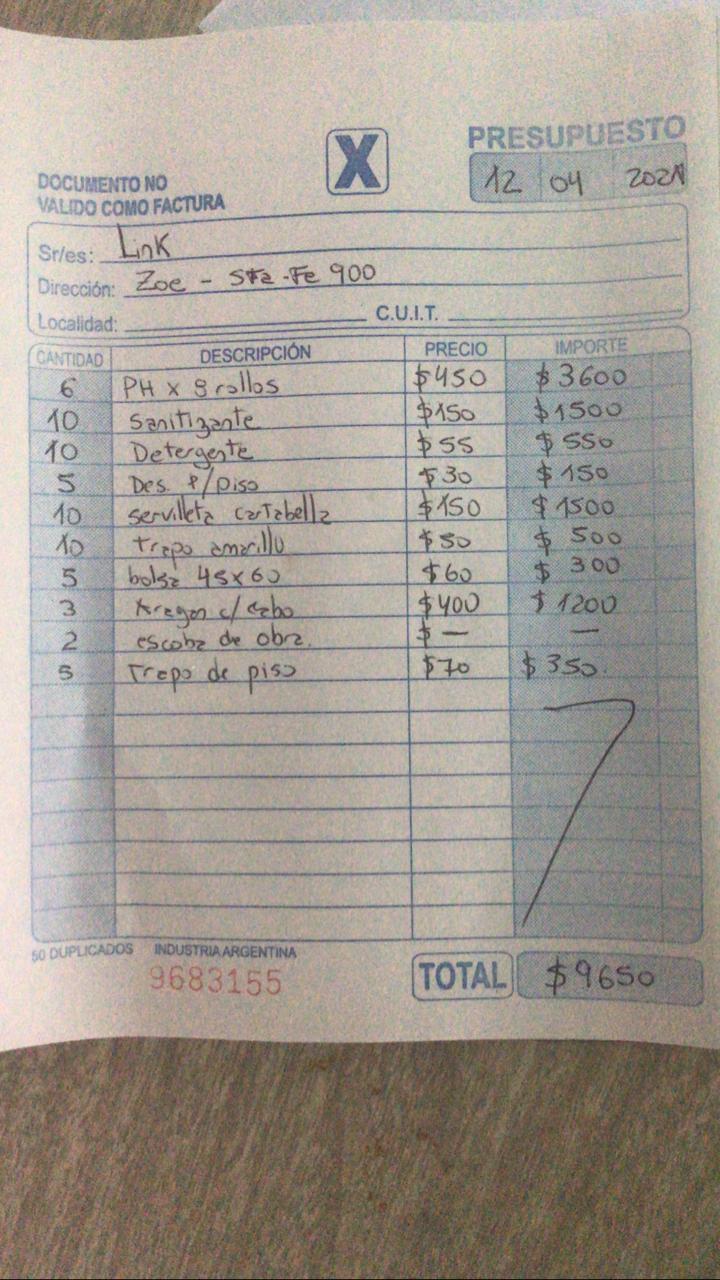 PRESUPUESTO
X
12 04 2021
DOCUMENTO NO
VALIDO COMO FACTURA
Sr/es: Link
Dirección: Zoe - Sta-Fe 900
Localidad: C.U.I.T.
CANTIDAD DESCRIPCIÓN PRECIO IMPORTE
6 PH x 8 rollos $450 $3600
10 Sanitizante $150 $1500
10 Detergente $55 $550
5 Des. P/piso $30 $150
10 servilleta cartabella $150 $1500
10 trapo amarillo $50 $500
5 bolsa 45x60 $60 $300
3 c/cabo $400 $1200
2 escoba de obra. $ — —
5 Trapo de piso $70 $350.
50 DUPLICADOS INDUSTRIA ARGENTINA
9683155
TOTAL $9650